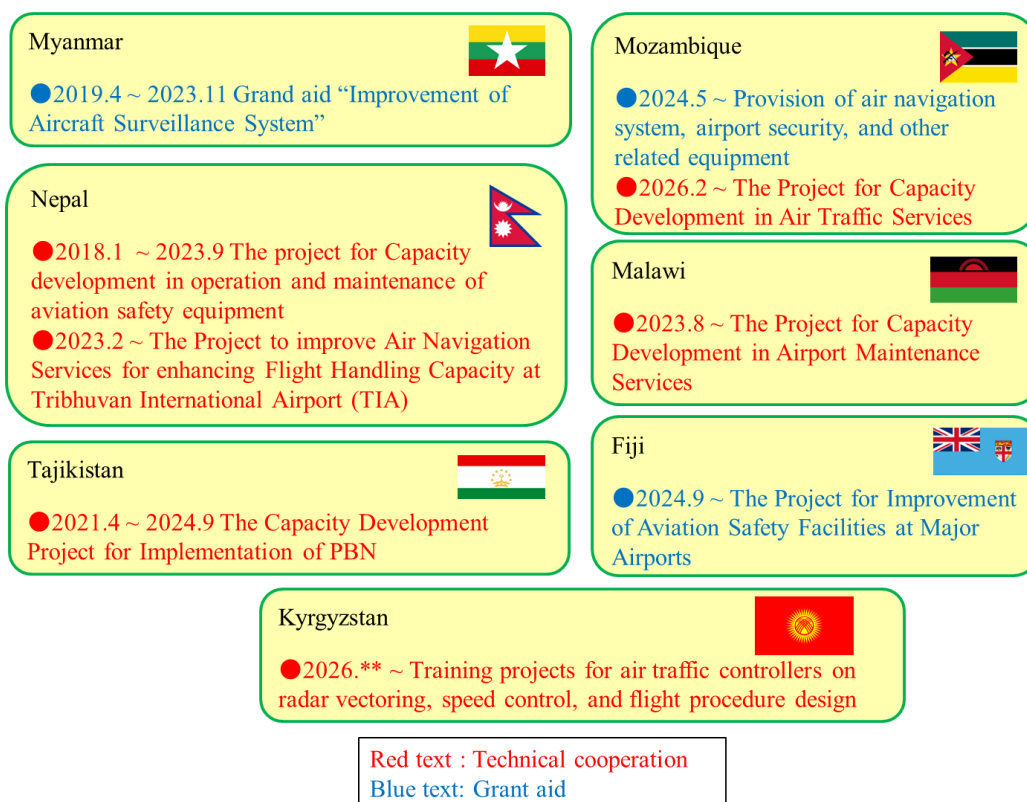 Myanmar
●2019.4 ~ 2023.11 Grand aid “Improvement of
Aircraft Surveillance System”
Nepal
●2018.1 ~ 2023.9 The project for Capacity
development in operation and maintenance of
aviation safety equipment
●2023.2 ~ The Project to improve Air Navigation
Services for enhancing Flight Handling Capacity at
Tribhuvan International Airport (TIA)
Tajikistan
●2021.4 ~ 2024.9 The Capacity Development
Project for Implementation of PBN
Mozambique
●2024.5 ~ Provision of air navigation
system, airport security, and other
related equipment
●2026.2 ~ The Project for Capacity
Development in Air Traffic Services
Malawi
●2023.8 ~ The Project for Capacity
Development in Airport Maintenance
Services
Fiji
●2024.9 ~ The Project for Improvement
of Aviation Safety Facilities at Major
Airports
Kyrgyzstan
●2026.** ~ Training projects for air traffic controllers on
radar vectoring, speed control, and flight procedure design
Red text : Technical cooperation
Blue text: Grant aid